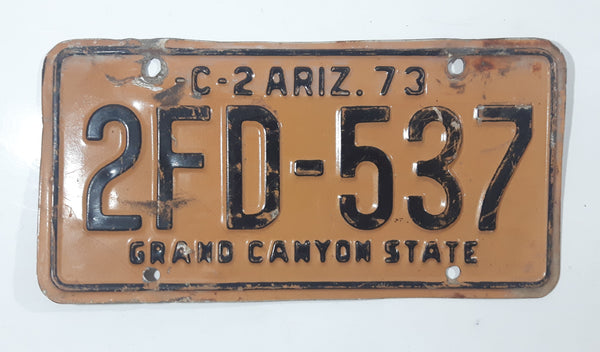 -C-2 ARIZ. 73
2FD-537
GRAND CANYON STATE